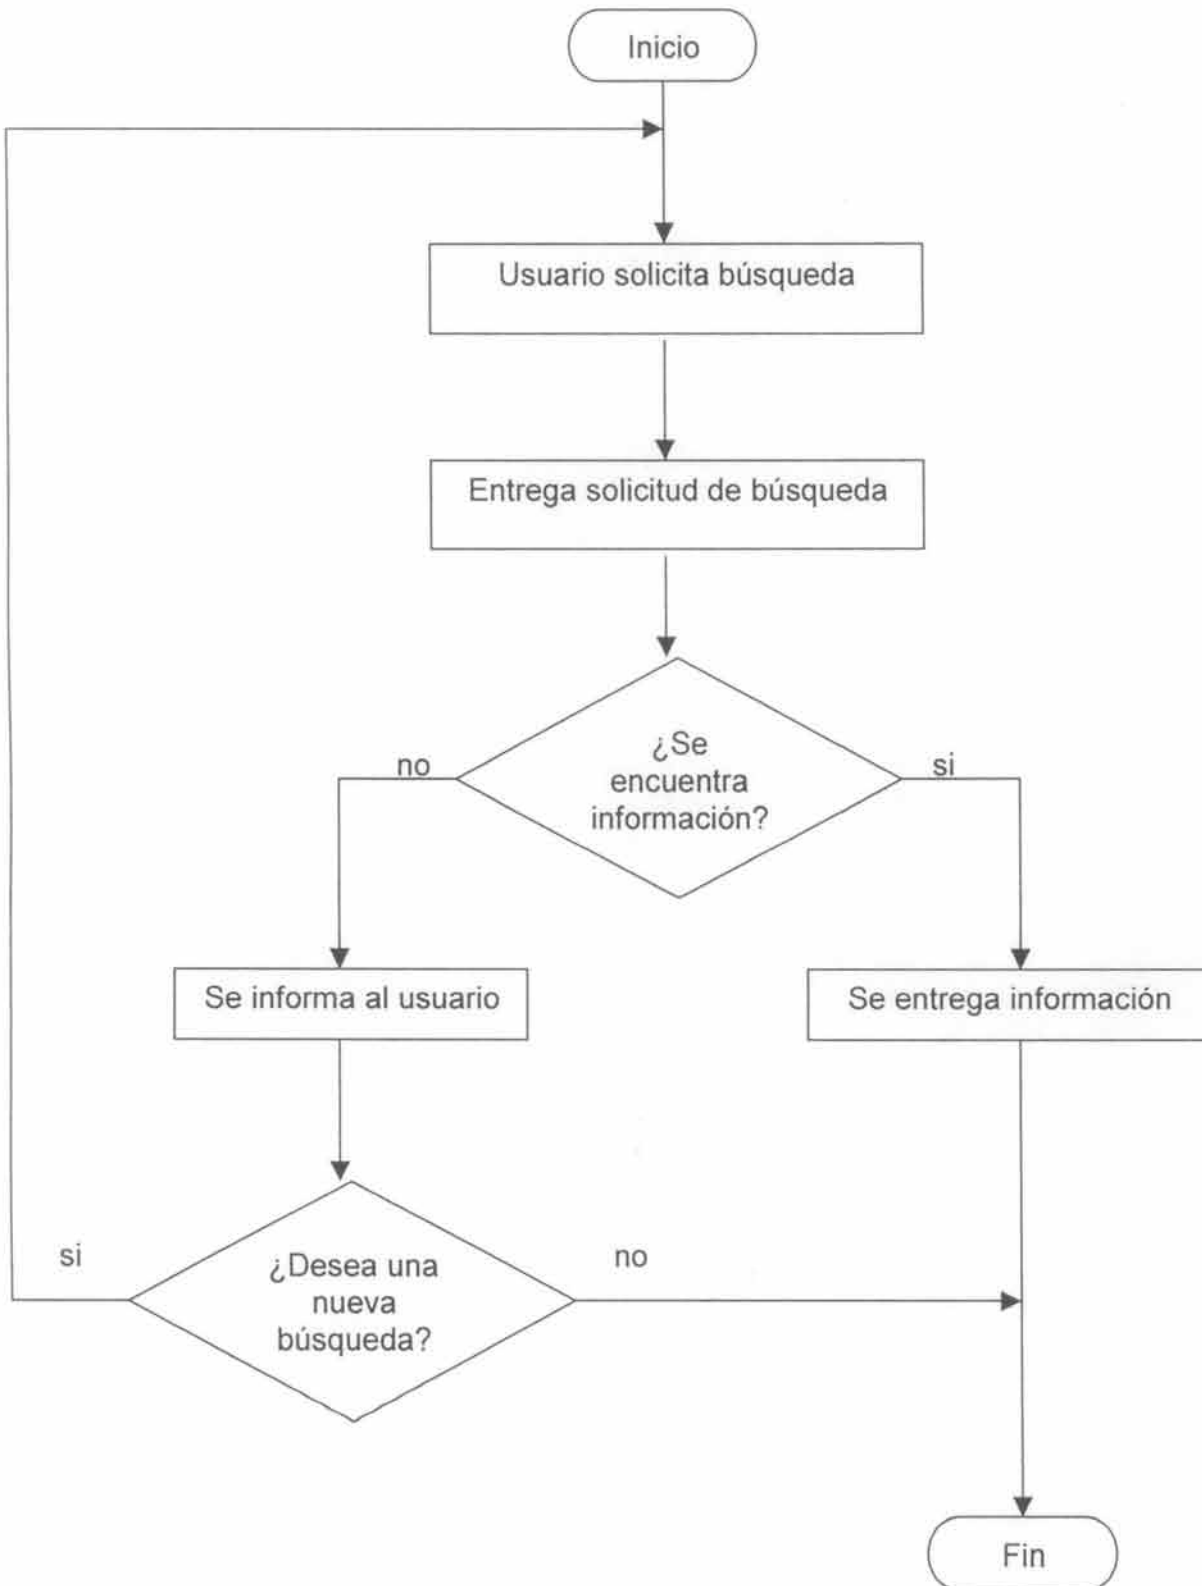 Inicio
Usuario solicita búsqueda
Entrega solicitud de búsqueda
¿Se
encuentra
información?
no
si
Se informa al usuario
Se entrega información
¿Desea una
nueva
búsqueda?
si
no
Fin